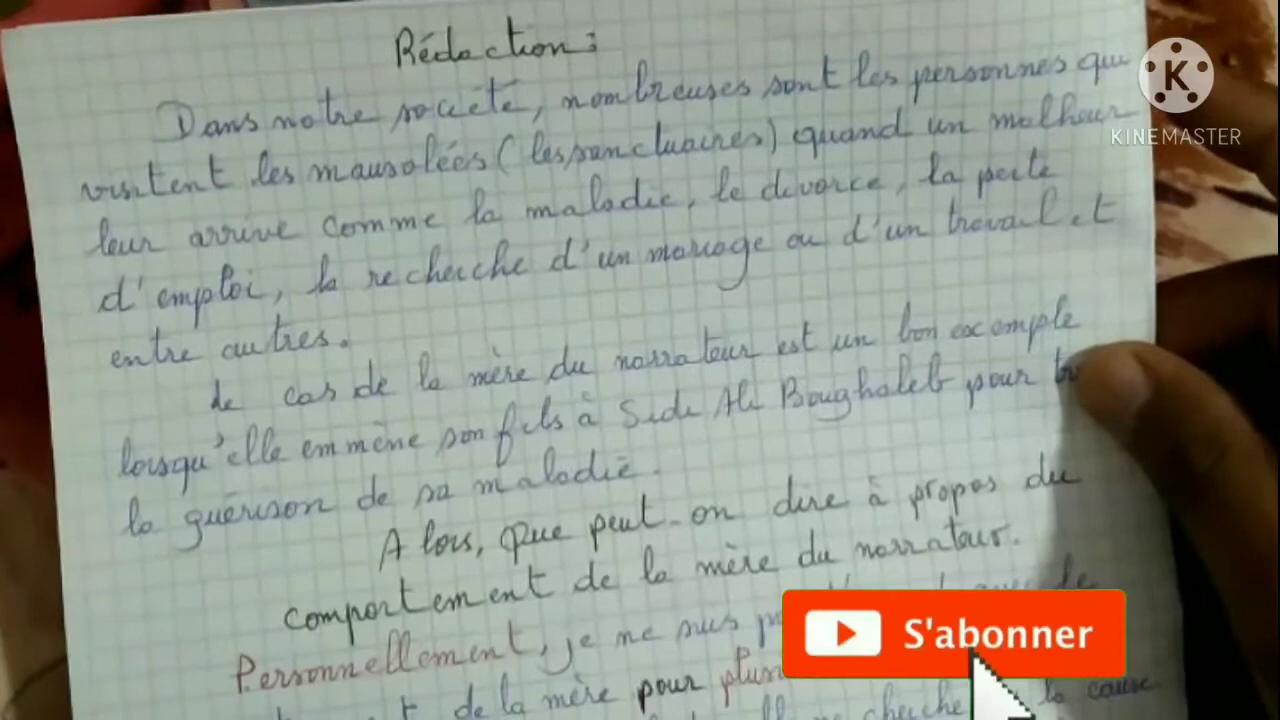 Rédaction:
Dans notre société, nombreuses sont les personnes qui
visitent les mausolées (les sanctuaires) quand un malheur
leur arrive comme la maladie, le divorce, la perte
d'emploi, la recherche d'un mariage ou d'un travail et
entre autres.
Le cas de la mère du narrateur est un bon exemple
lorsqu'elle emmène son fils à Sidi Ali Boughaleb pour
la guérison de sa maladie.
Alors, que peut-on dire à propos du
comportement de la mère du narrateur.
Personnellement, je ne suis
de la mère pour
cherche la cause
KINEMASTER
S'abonner